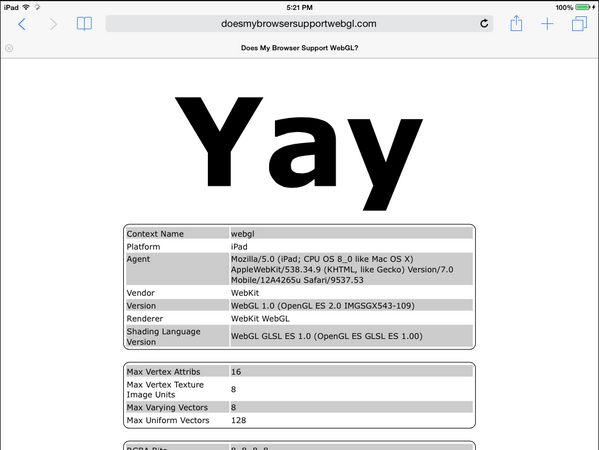 iPad 5:21 PM 100%
doesmybrowsersupportwebgl.com
Does My Browser Support WebGL?
Yay
Context Name webgl
Platform iPad
Agent Mozilla/5.0 (iPad; CPU OS 8_0 like Mac OS X)
AppleWebKit/538.34.9 (KHTML, like Gecko) Version/7.0
Mobile/12A4265u Safari/9537.53
Vendor WebKit
Version WebGL 1.0 (OpenGL ES 2.0 IMGSGX543-109)
Renderer WebKit WebGL
Shading Language
Version WebGL GLSL ES 1.0 (OpenGL ES GLSL ES 1.00)
Max Vertex Attribs 16
Max Vertex Texture
Image Units 8
Max Varying Vectors 8
Max Uniform Vectors 128